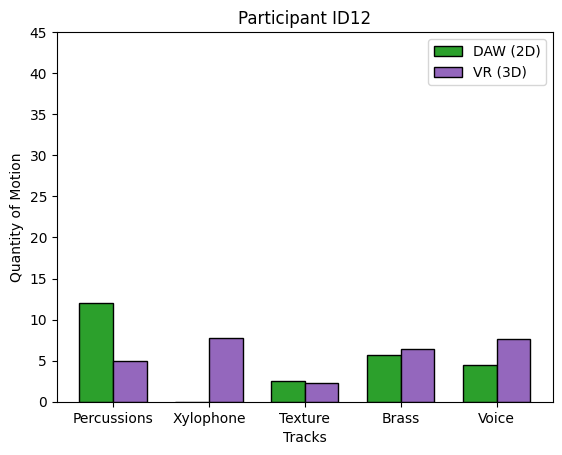 Participant ID12
DAW (2D)
VR (3D)
Quantity of Motion
45
40
35
30
25
20
15
10
5
0
Percussions
Xylophone
Texture
Brass
Voice
Tracks